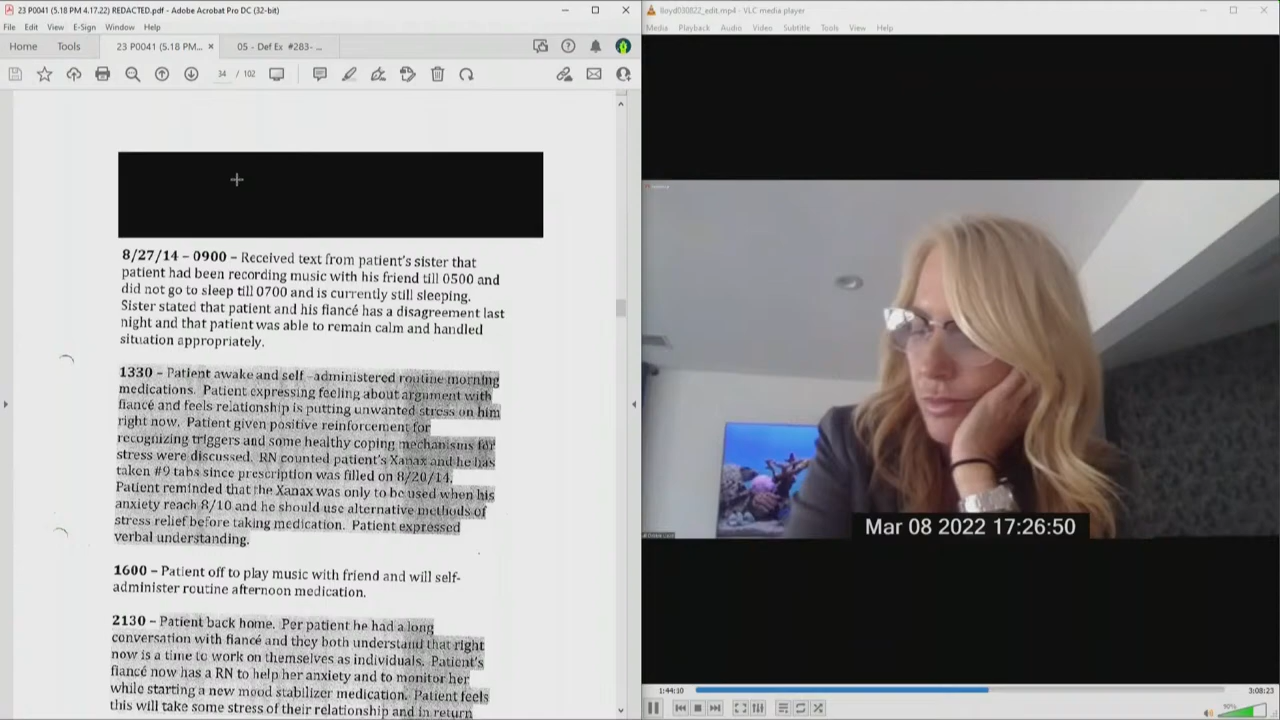 23 P0041 (5.18 PM 4.17.22) REDACTED.pdf - Adobe Acrobat Pro DC (32-bit)
File Edit View E-Sign Window Help
Home Tools 23 P0041 (5.18 PM... × 05 - Def Ex #283- ...
34 / 102
8/27/14 – 0900 – Received text from patient's sister that
patient had been recording music with his friend till 0500 and
did not go to sleep till 0700 and is currently still sleeping.
Sister stated that patient and his fiancé has a disagreement last
night and that patient was able to remain calm and handled
situation appropriately.
1330 – Patient awake and self –administered routine morning
medications. Patient expressing feeling about argument with
fiancé and feels relationship is putting unwanted stress on him
right now. Patient given positive reinforcement for
recognizing triggers and some healthy coping mechanisms for
stress were discussed. RN counted patient's Xanax and he has
taken #9 tabs since prescription was filled on 8/20/14.
Patient reminded that the Xanax was only to be used when his
anxiety reach 8/10 and he should use alternative methods of
stress relief before taking medication. Patient expressed
verbal understanding.
1600 – Patient off to play music with friend and will self-
administer routine afternoon medication.
2130 – Patient back home. Per patient he had a long
conversation with fiancé and they both understand that right
now is a time to work on themselves as individuals. Patient's
fiancé now has a RN to help her anxiety and to monitor her
while starting a new mood stabilizer medication. Patient feels
this will take some stress of their relationship and in return
lloyd030822_edit.mp4 - VLC media player
Media Playback Audio Video Subtitle Tools View Help
Mar 08 2022 17:26:50
1:44:10 3:08:23
90%